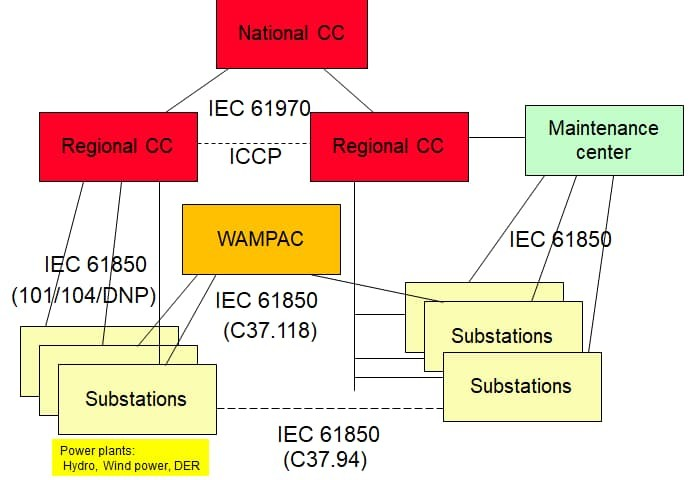 National CC
IEC 61970
Regional CC
ICCP
Regional CC
Maintenance
center
WAMPAC
IEC 61850
IEC 61850
(101/104/DNP)
IEC 61850
(C37.118)
Substations
Substations
Substations
IEC 61850
(C37.94)
Power plants:
Hydro, Wind power, DER